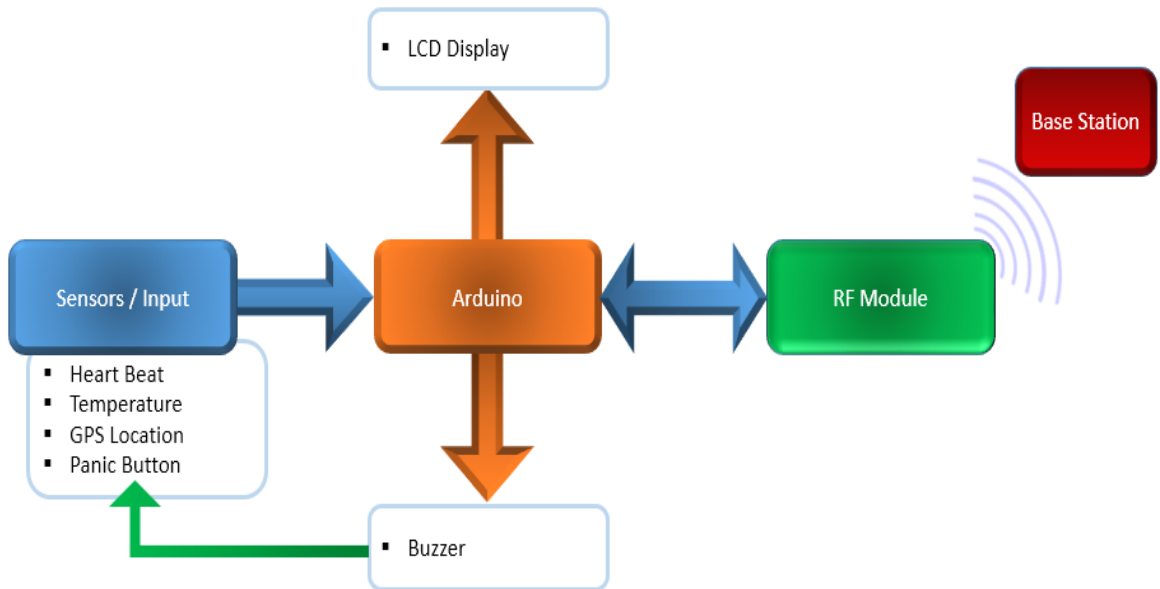 ▪ LCD Display
Base Station
Sensors / Input
Arduino
RF Module
▪ Heart Beat
▪ Temperature
▪ GPS Location
▪ Panic Button
▪ Buzzer